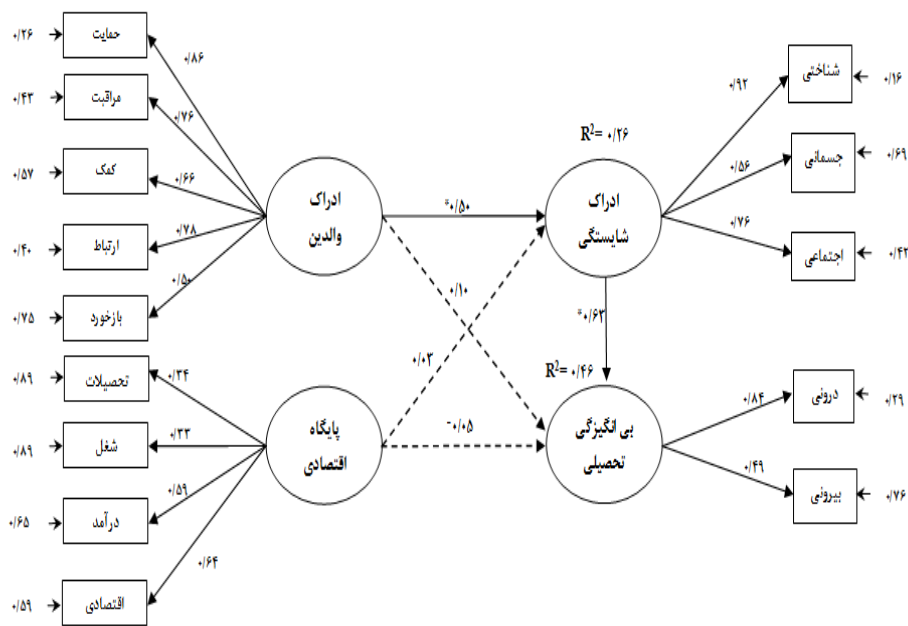 حمایت
۰/۲۶
۰/۸۶
مراقبت
۰/۴۳
۰/۷۶
کمک
۰/۵۷
۰/۶۶
ارتباط
۰/۴۰
۰/۷۸
بازخورد
۰/۷۵
۰/۵۰
تحصیلات
۰/۸۹
۰/۳۴
شغل
۰/۸۹
۰/۳۳
درآمد
۰/۶۵
۰/۵۹
اقتصادی
۰/۵۹
۰/۶۴
ادراک
والدین
پایگاه
اقتصادی
*۰/۵۰
۰/۱۰
۰/۰۳
-۰/۰۵
R²= ۰/۲۶
ادراک
شایستگی
*۰/۶۳
R²= ۰/۴۶
بی انگیزگی
تحصیلی
شناختی
۰/۹۲
۰/۱۶
جسمانی
۰/۵۶
۰/۶۹
اجتماعی
۰/۷۶
۰/۴۲
درونی
۰/۸۴
۰/۲۹
بیرونی
۰/۴۹
۰/۷۶